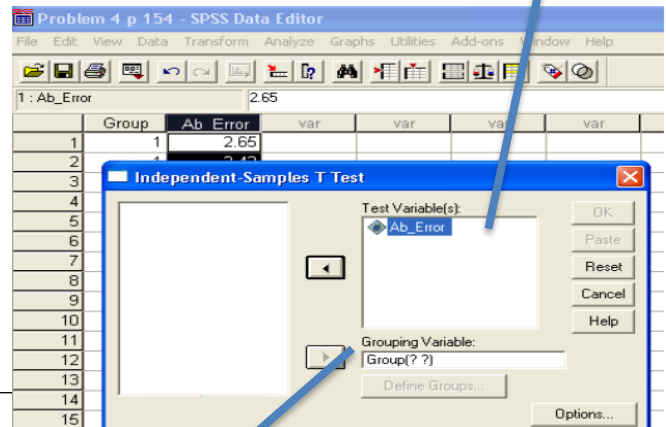 Problem 4 p 154 - SPSS Data Editor
File Edit View Data Transform Analyze Graphs Utilities Add-ons Window Help
1 : Ab_Error 2.65
Group Ab_Error var var var var
1 1 2.65
2 1
3
4
5
6
7
8
9
10
11
12
13
14
15
Independent-Samples T Test
Test Variable(s):
Ab_Error
Grouping Variable:
Group(? ?)
Define Groups...
OK
Paste
Reset
Cancel
Help
Options...